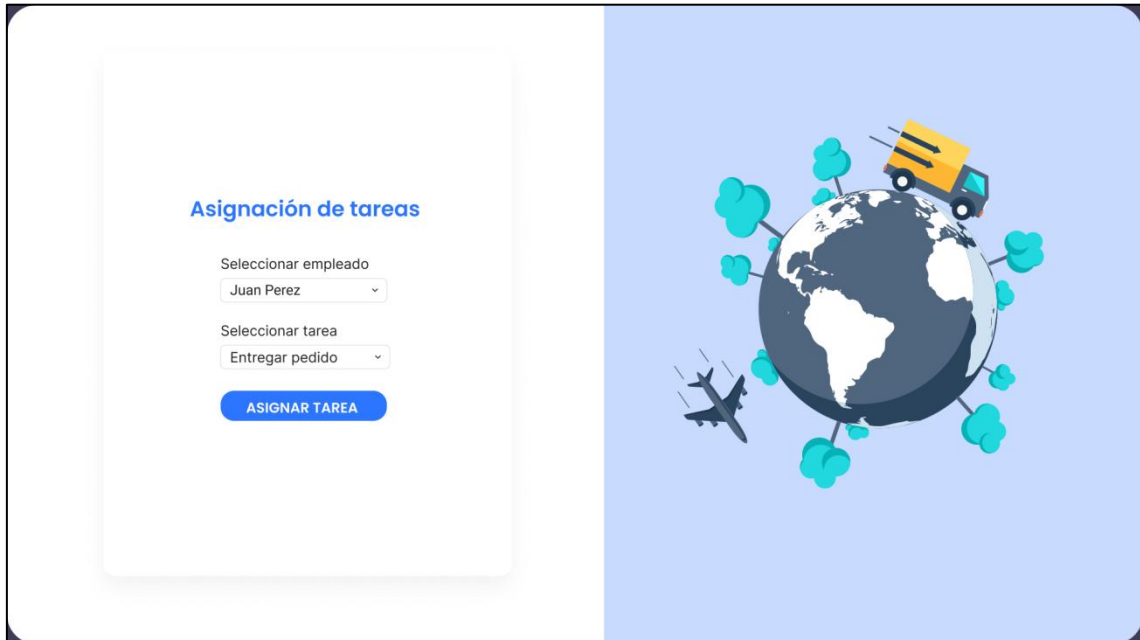 Asignación de tareas
Seleccionar empleado
Juan Perez
Seleccionar tarea
Entregar pedido
ASIGNAR TAREA